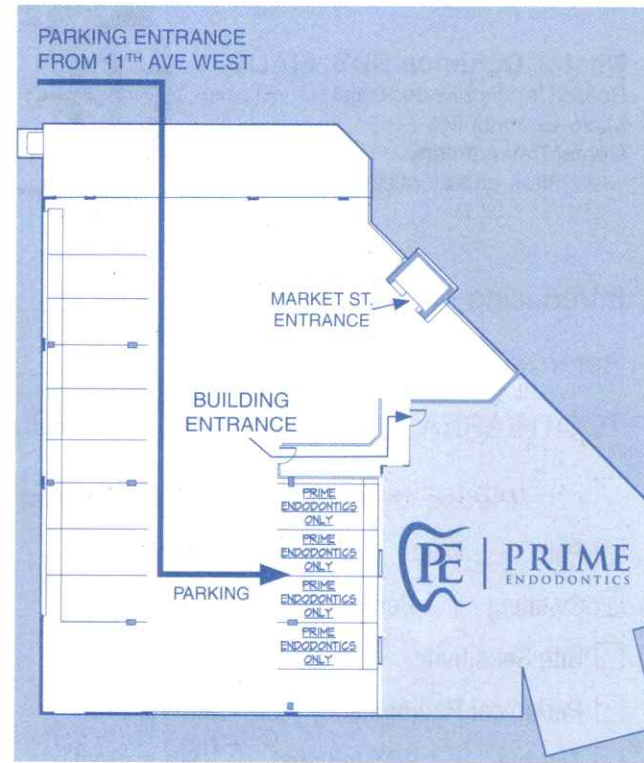 PARKING ENTRANCE
FROM 11TH AVE WEST
MARKET ST.
ENTRANCE
BUILDING
ENTRANCE
PRIME
ENDODONTICS
ONLY
PRIME
ENDODONTICS
ONLY
PRIME
ENDODONTICS
ONLY
PRIME
ENDODONTICS
ONLY
PARKING
PE | PRIME
ENDODONTICS